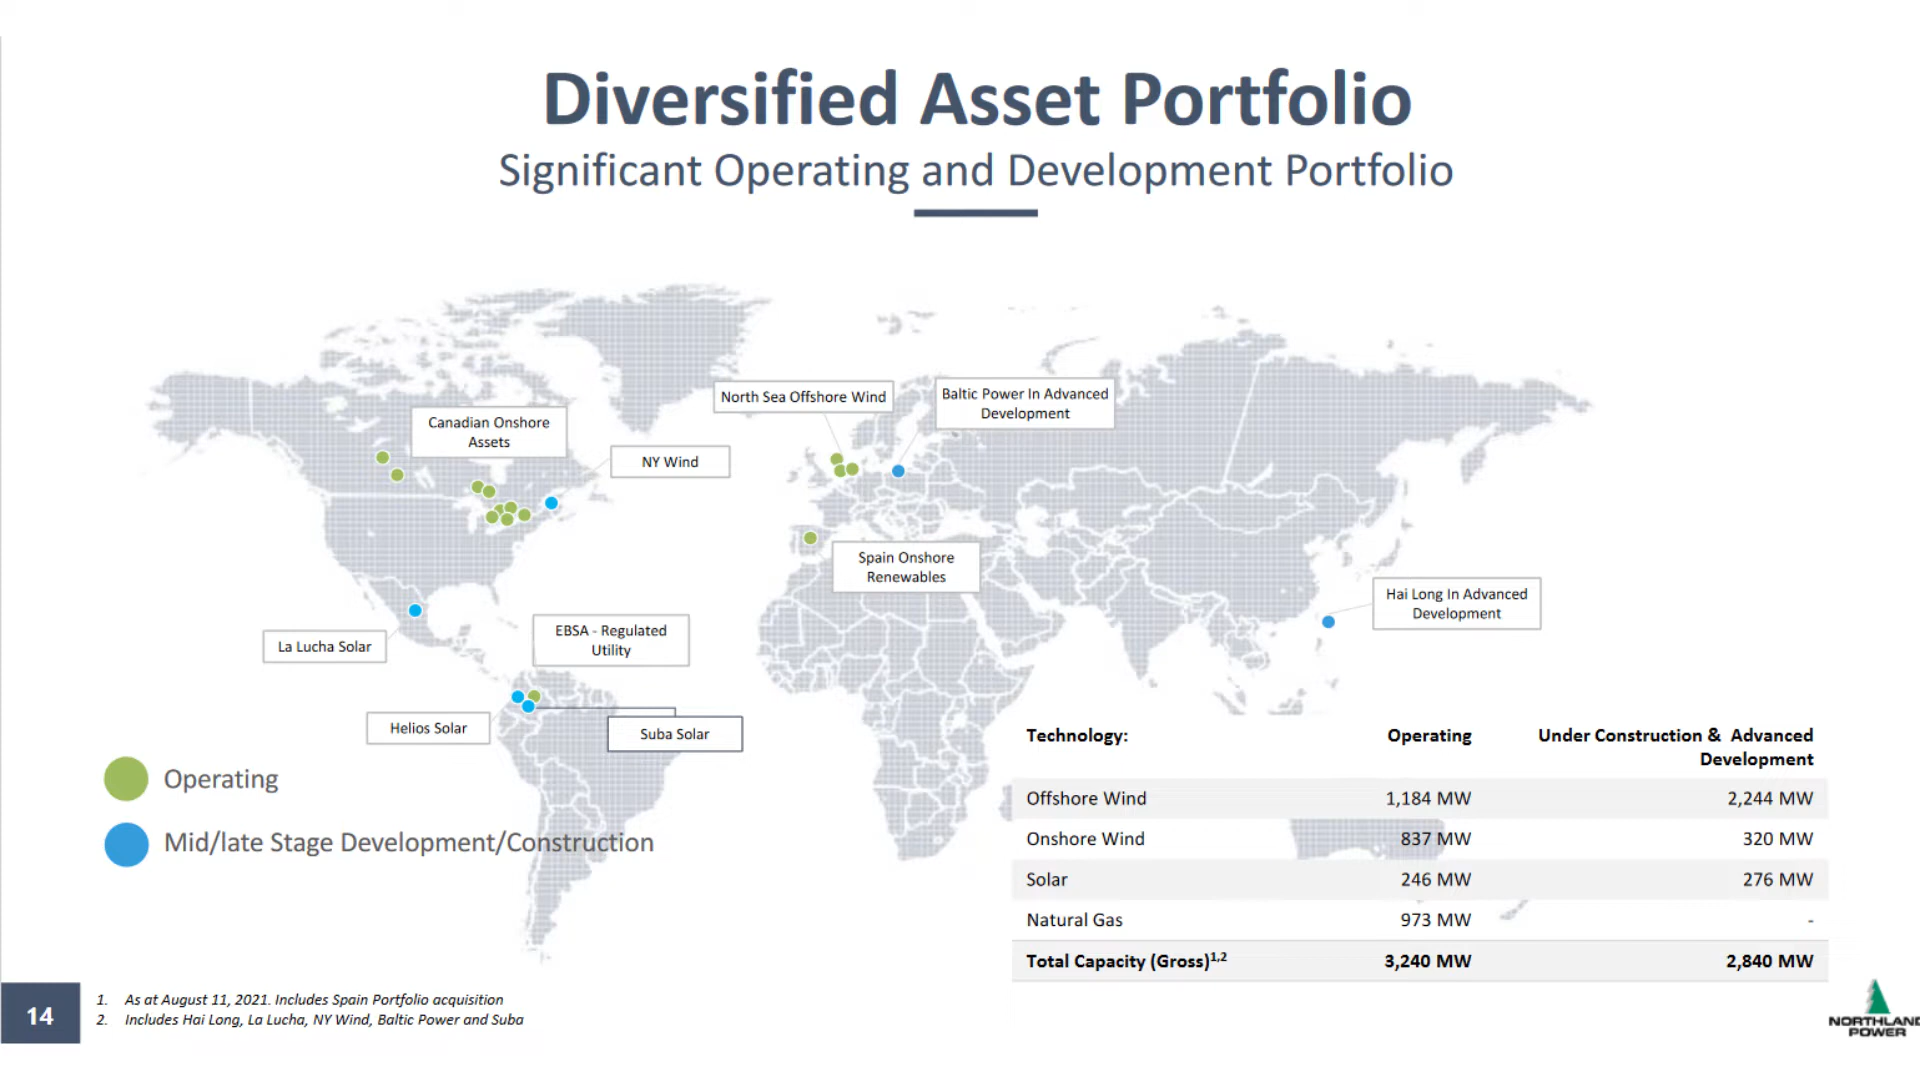 Diversified Asset Portfolio
Significant Operating and Development Portfolio
North Sea Offshore Wind
Baltic Power In Advanced
Development
Canadian Onshore
Assets
NY Wind
Spain Onshore
Renewables
Hai Long In Advanced
Development
La Lucha Solar
EBSA - Regulated
Utility
Helios Solar
Suba Solar
Operating
Mid/late Stage Development/Construction
Technology: Operating Under Construction & Advanced
Development
Offshore Wind 1,184 MW 2,244 MW
Onshore Wind 837 MW 320 MW
Solar 246 MW 276 MW
Natural Gas 973 MW -
Total Capacity (Gross)1,2 3,240 MW 2,840 MW
14
1. As at August 11, 2021. Includes Spain Portfolio acquisition
2. Includes Hai Long, La Lucha, NY Wind, Baltic Power and Suba
NORTHLAND
POWER